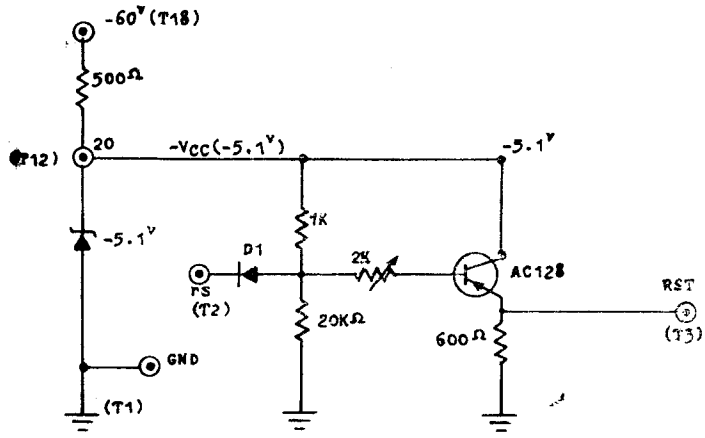 -60V (T18)
500Ω
20
(T12)
-VCC(-5.1V)
-5.1V
1K
-5.1V
D1
2K
AC128
rs
(T2)
20KΩ
RST
(T3)
600Ω
GND
(T1)